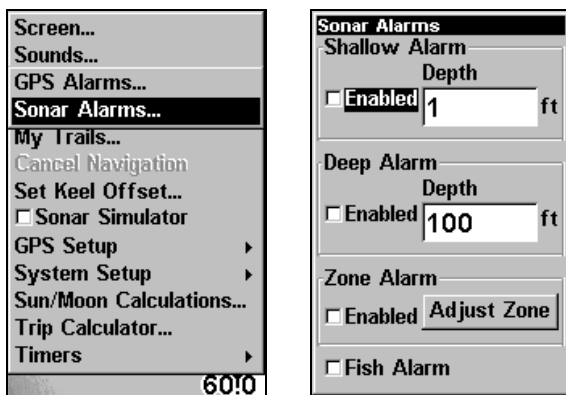 Screen...
Sounds...
GPS Alarms...
Sonar Alarms...
My Trails...
Cancel Navigation
Set Keel Offset...
Sonar Simulator
GPS Setup
System Setup
Sun/Moon Calculations...
Trip Calculator...
Timers
Sonar Alarms
Shallow Alarm
Depth
Enabled 1 ft
Deep Alarm
Depth
Enabled 100 ft
Zone Alarm
Enabled Adjust Zone
Fish Alarm